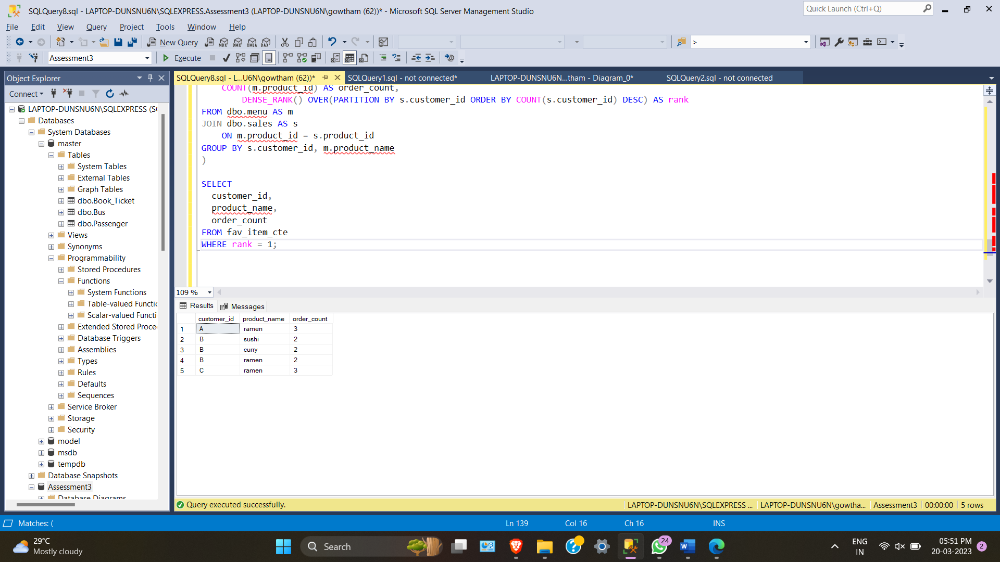 SQLQuery8.sql - LAPTOP-DUNSNU6N\SQLEXPRESS.Assessment3 (LAPTOP-DUNSNU6N\gowtham (62))* - Microsoft SQL Server Management Studio
Quick Launch (Ctrl+Q)
File Edit View Query Project Tools Window Help
New Query MDX DMX XMLA DAX >
Assessment3 Execute
Object Explorer
Connect
LAPTOP-DUNSNU6N\SQLEXPRESS (SC
Databases
System Databases
master
Tables
System Tables
External Tables
Graph Tables
dbo.Book_Ticket
dbo.Bus
dbo.Passenger
Views
Synonyms
Programmability
Stored Procedures
Functions
System Functions
Table-valued Functic
Scalar-valued Functi
Extended Stored Proce
Database Triggers
Assemblies
Types
Rules
Defaults
Sequences
Service Broker
Storage
Security
model
msdb
tempdb
Database Snapshots
Assessment3
Database Diagrams
SQLQuery8.sql - L...U6N\gowtham (62))* SQLQuery1.sql - not connected* LAPTOP-DUNSNU6N...tham - Diagram_0* SQLQuery2.sql - not connected
COUNT(m.product_id) AS order_count,
DENSE_RANK() OVER(PARTITION BY s.customer_id ORDER BY COUNT(s.customer_id) DESC) AS rank
FROM dbo.menu AS m
JOIN dbo.sales AS s
ON m.product_id = s.product_id
GROUP BY s.customer_id, m.product_name
)
SELECT
customer_id,
product_name,
order_count
FROM fav_item_cte
WHERE rank = 1;
109 %
Results Messages
customer_id product_name order_count
1 A ramen 3
2 B sushi 2
3 B curry 2
4 B ramen 2
5 C ramen 3
Query executed successfully. LAPTOP-DUNSNU6N\SQLEXPRESS ... LAPTOP-DUNSNU6N\gowtha... Assessment3 00:00:00 5 rows
Matches: ( Ln 139 Col 16 Ch 16 INS
29°C
Mostly cloudy
Search
24
ENG
IN
05:51 PM
20-03-2023
2